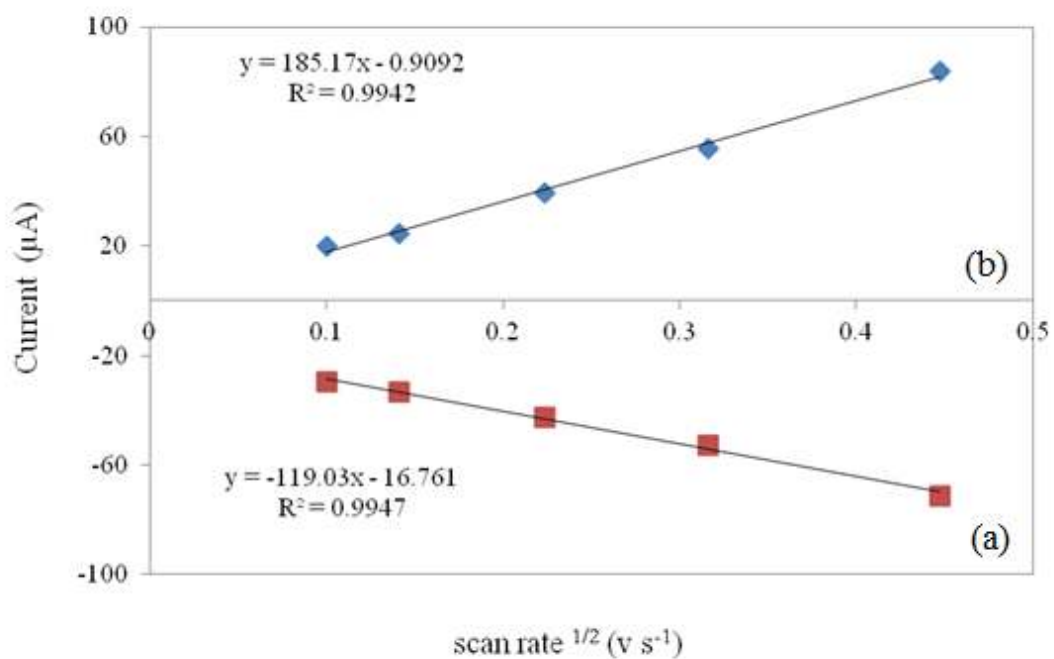 100
y = 185.17x - 0.9092
R² = 0.9942
60
20
(b)
Current (µA)
0 0.1 0.2 0.3 0.4 0.5
-20
-60
y = -119.03x - 16.761
R² = 0.9947
(a)
-100
scan rate ¹/² (v s⁻¹)